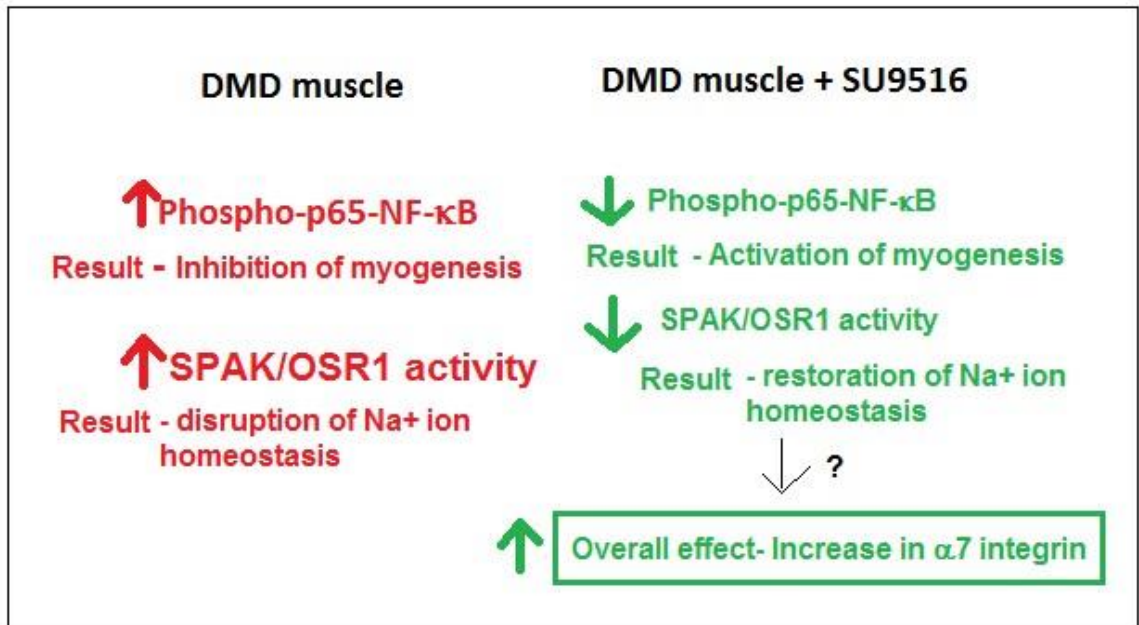 DMD muscle
Phospho-p65-NF-κB
Result - Inhibition of myogenesis
SPAK/OSR1 activity
Result - disruption of Na+ ion
homeostasis
DMD muscle + SU9516
Phospho-p65-NF-κB
Result - Activation of myogenesis
SPAK/OSR1 activity
Result - restoration of Na+ ion
homeostasis
?
Overall effect- Increase in α7 integrin